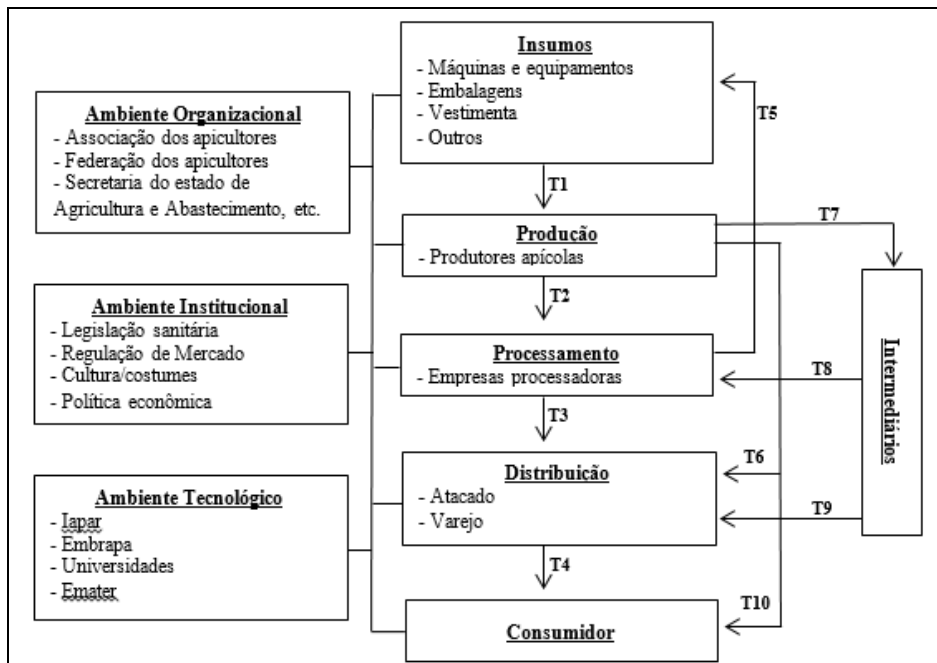 Insumos
- Máquinas e equipamentos
- Embalagens
- Vestimenta
- Outros
T5
Ambiente Organizacional
- Associação dos apicultores
- Federação dos apicultores
- Secretaria do estado de
Agricultura e Abastecimento, etc.
T1
T7
Produção
- Produtores apícolas
T2
Ambiente Institucional
- Legislação sanitária
- Regulação de Mercado
- Cultura/costumes
- Política econômica
Processamento
- Empresas processadoras
T8
Intermediários
T3
Distribuição
- Atacado
- Varejo
T6
T9
Ambiente Tecnológico
- Iapar
- Embrapa
- Universidades
- Emater
T4
T10
Consumidor